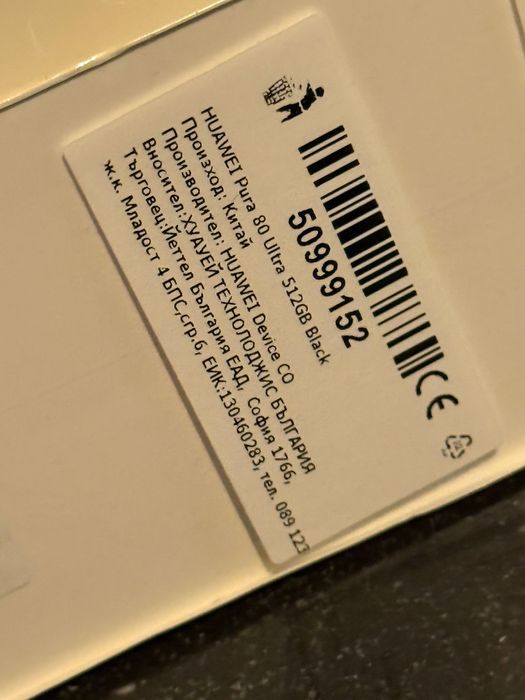 50999152
HUAWEI Pura 80 Ultra 512GB Black
Произход: Китай
Производител: HUAWEI Device CO
Вносител:ХУАУЕЙ ТЕХНОЛОДЖИС БЪЛГАРИЯ
Търговец:Йеттел България ЕАД, София 1766,
ж.к. Младост 4 БПС,сгр.6, ЕИК:130460283, тел. 089 123